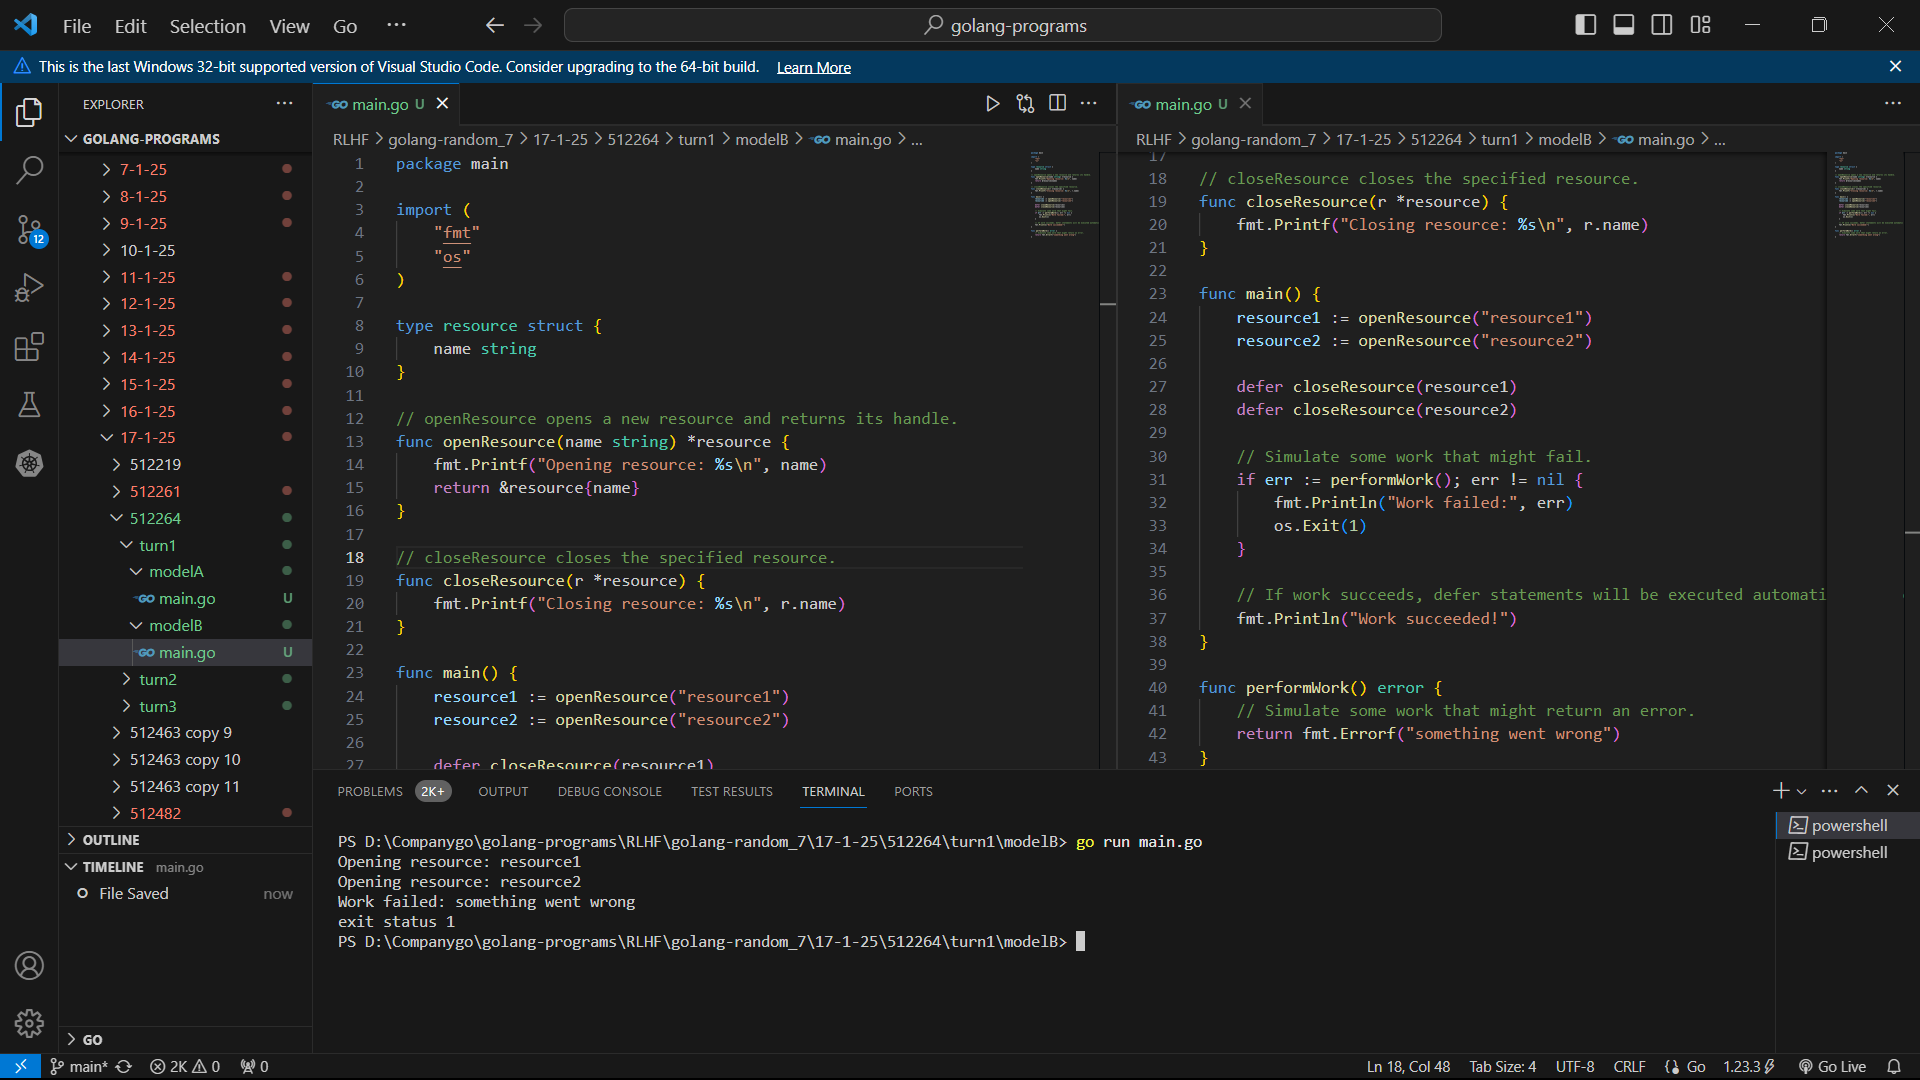 File Edit Selection View Go ···
golang-programs
This is the last Windows 32-bit supported version of Visual Studio Code. Consider upgrading to the 64-bit build. Learn More
EXPLORER
GOLANG-PROGRAMS
7-1-25
8-1-25
9-1-25
10-1-25
11-1-25
12-1-25
13-1-25
14-1-25
15-1-25
16-1-25
17-1-25
512219
512261
512264
turn1
modelA
main.go U
modelB
main.go U
turn2
turn3
512463 copy 9
512463 copy 10
512463 copy 11
512482
OUTLINE
TIMELINE main.go
File Saved now
GO
12
main.go U
RLHF > golang-random_7 > 17-1-25 > 512264 > turn1 > modelB > main.go > ...
1 package main
2
3 import (
4 "fmt"
5 "os"
6 )
7
8 type resource struct {
9 name string
10 }
11
12 // openResource opens a new resource and returns its handle.
13 func openResource(name string) *resource {
14 fmt.Printf("Opening resource: %s\n", name)
15 return &resource{name}
16 }
17
18 // closeResource closes the specified resource.
19 func closeResource(r *resource) {
20 fmt.Printf("Closing resource: %s\n", r.name)
21 }
22
23 func main() {
24 resource1 := openResource("resource1")
25 resource2 := openResource("resource2")
26
27 defer closeResource(resource1)
main.go U
RLHF > golang-random_7 > 17-1-25 > 512264 > turn1 > modelB > main.go > ...
17
18 // closeResource closes the specified resource.
19 func closeResource(r *resource) {
20 fmt.Printf("Closing resource: %s\n", r.name)
21 }
22
23 func main() {
24 resource1 := openResource("resource1")
25 resource2 := openResource("resource2")
26
27 defer closeResource(resource1)
28 defer closeResource(resource2)
29
30 // Simulate some work that might fail.
31 if err := performWork(); err != nil {
32 fmt.Println("Work failed:", err)
33 os.Exit(1)
34 }
35
36 // If work succeeds, defer statements will be executed automati
37 fmt.Println("Work succeeded!")
38 }
39
40 func performWork() error {
41 // Simulate some work that might return an error.
42 return fmt.Errorf("something went wrong")
43 }
PROBLEMS 2K+ OUTPUT DEBUG CONSOLE TEST RESULTS TERMINAL PORTS
PS D:\Companygo\golang-programs\RLHF\golang-random_7\17-1-25\512264\turn1\modelB> go run main.go
Opening resource: resource1
Opening resource: resource2
Work failed: something went wrong
exit status 1
PS D:\Companygo\golang-programs\RLHF\golang-random_7\17-1-25\512264\turn1\modelB>
powershell
powershell
main* 2K 0 0
Ln 18, Col 48 Tab Size: 4 UTF-8 CRLF Go 1.23.3 Go Live